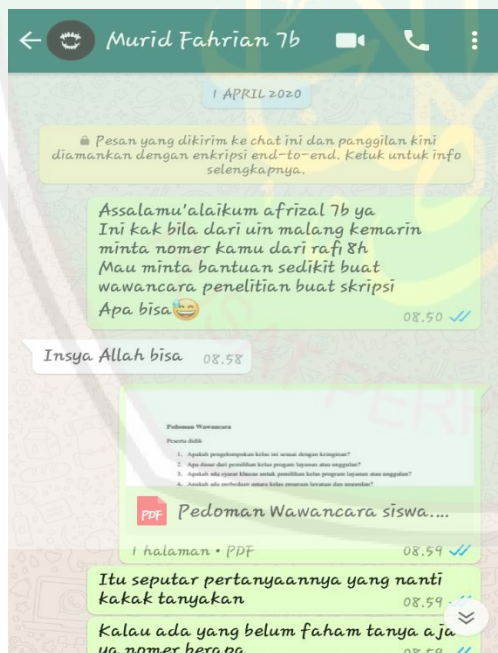 Murid Fahrian 7b
1 APRIL 2020
Pesan yang dikirim ke chat ini dan panggilan kini
diamankan dengan enkripsi end-to-end. Ketuk untuk info
selengkapnya.
Assalamu'alaikum afrizal 7b ya
Ini kak bila dari uin malang kemarin
minta nomer kamu dari rafi 8h
Mau minta bantuan sedikit buat
wawancara penelitian buat skripsi
Apa bisa😅
08.50
Insya Allah bisa 08.58
Pedoman Wawancara
Peserta didik
1. Apakah pengelompokan kelas ini sesuai dengan keinginan?
2. Apa dasar dari pemilihan kelas program layanan atau unggulan?
3. Apakah ada syarat khusus untuk pemilihan kelas program layanan atau unggulan?
4. Apakah ada perbedaan antara kelas program layanan dan unggulan?
PDF Pedoman Wawancara siswa....
1 halaman • PDF 08.59
Itu seputar pertanyaannya yang nanti
kakak tanyakan 08.59
Kalau ada yang belum faham tanya aja
ya nomer berapa 08.59